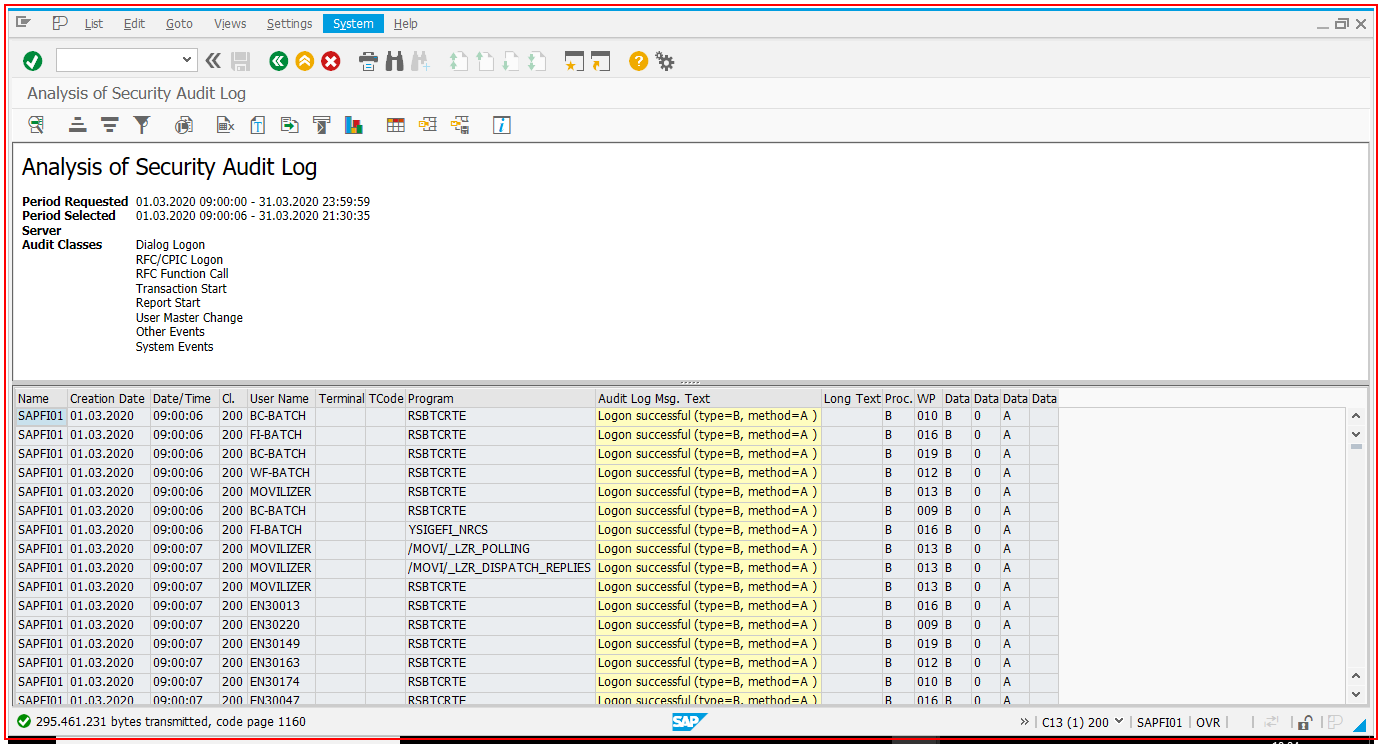 List Edit Goto Views Settings System Help
Analysis of Security Audit Log
Analysis of Security Audit Log
Period Requested 01.03.2020 09:00:00 - 31.03.2020 23:59:59
Period Selected 01.03.2020 09:00:06 - 31.03.2020 21:30:35
Server
Audit Classes Dialog Logon
RFC/CPIC Logon
RFC Function Call
Transaction Start
Report Start
User Master Change
Other Events
System Events
Name Creation Date Date/Time Cl. User Name Terminal TCode Program Audit Log Msg. Text Long Text Proc. WP Data Data Data Data
SAPFI01 01.03.2020 09:00:06 200 BC-BATCH RSBTCRTE Logon successful (type=B, method=A ) B 010 B 0 A
SAPFI01 01.03.2020 09:00:06 200 FI-BATCH RSBTCRTE Logon successful (type=B, method=A ) B 016 B 0 A
SAPFI01 01.03.2020 09:00:06 200 BC-BATCH RSBTCRTE Logon successful (type=B, method=A ) B 019 B 0 A
SAPFI01 01.03.2020 09:00:06 200 WF-BATCH RSBTCRTE Logon successful (type=B, method=A ) B 012 B 0 A
SAPFI01 01.03.2020 09:00:06 200 MOVILIZER RSBTCRTE Logon successful (type=B, method=A ) B 013 B 0 A
SAPFI01 01.03.2020 09:00:06 200 BC-BATCH RSBTCRTE Logon successful (type=B, method=A ) B 009 B 0 A
SAPFI01 01.03.2020 09:00:06 200 FI-BATCH YSIGEFI_NRCS Logon successful (type=B, method=A ) B 016 B 0 A
SAPFI01 01.03.2020 09:00:07 200 MOVILIZER /MOVI/_LZR_POLLING Logon successful (type=B, method=A ) B 013 B 0 A
SAPFI01 01.03.2020 09:00:07 200 MOVILIZER /MOVI/_LZR_DISPATCH_REPLIES Logon successful (type=B, method=A ) B 013 B 0 A
SAPFI01 01.03.2020 09:00:07 200 MOVILIZER RSBTCRTE Logon successful (type=B, method=A ) B 013 B 0 A
SAPFI01 01.03.2020 09:00:07 200 EN30013 RSBTCRTE Logon successful (type=B, method=A ) B 016 B 0 A
SAPFI01 01.03.2020 09:00:07 200 EN30220 RSBTCRTE Logon successful (type=B, method=A ) B 009 B 0 A
SAPFI01 01.03.2020 09:00:07 200 EN30149 RSBTCRTE Logon successful (type=B, method=A ) B 019 B 0 A
SAPFI01 01.03.2020 09:00:07 200 EN30163 RSBTCRTE Logon successful (type=B, method=A ) B 012 B 0 A
SAPFI01 01.03.2020 09:00:07 200 EN30174 RSBTCRTE Logon successful (type=B, method=A ) B 010 B 0 A
SAPFI01 01.03.2020 09:00:07 200 EN30047 RSBTCRTE Logon successful (type=B, method=A ) B 016 B 0 A
295.461.231 bytes transmitted, code page 1160 SAP » C13 (1) 200 SAPFI01 OVR